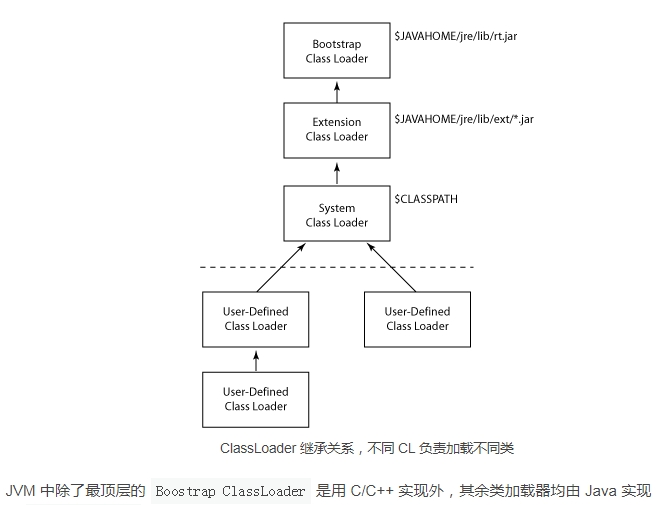 Bootstrap
Class Loader
$JAVAHOME/jre/lib/rt.jar
Extension
Class Loader
$JAVAHOME/jre/lib/ext/*.jar
System
Class Loader
$CLASSPATH
User-Defined
Class Loader
User-Defined
Class Loader
User-Defined
Class Loader
ClassLoader 继承关系，不同 CL 负责加载不同类
JVM 中除了最顶层的 Boostrap ClassLoader 是用 C/C++ 实现外，其余类加载器均由 Java 实现